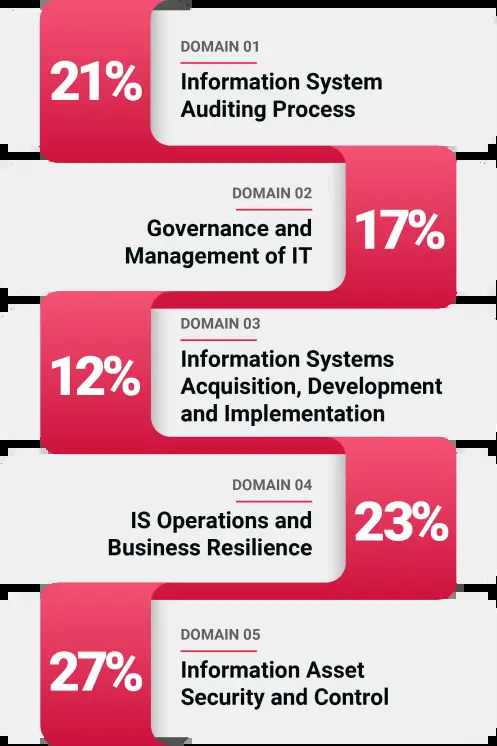 21%
DOMAIN 01
Information System
Auditing Process
DOMAIN 02
Governance and
Management of IT
17%
12%
DOMAIN 03
Information Systems
Acquisition, Development
and Implementation
DOMAIN 04
IS Operations and
Business Resilience
23%
27%
DOMAIN 05
Information Asset
Security and Control